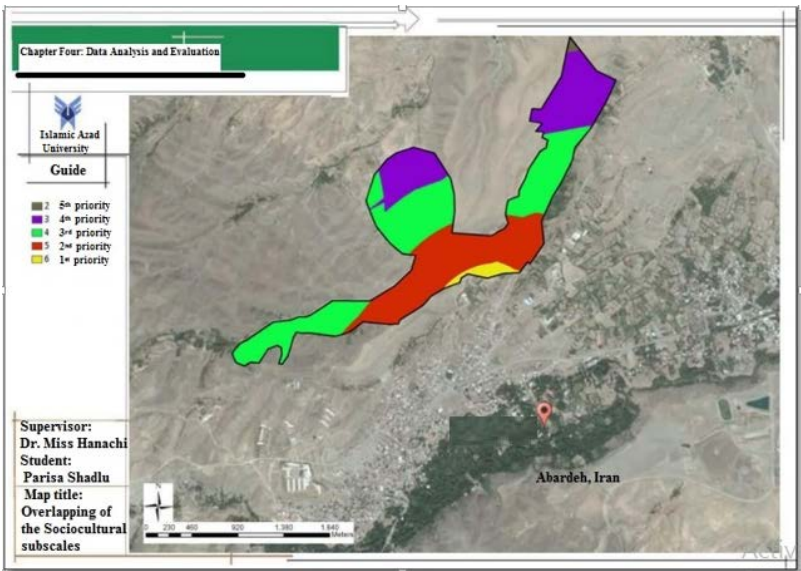 Chapter Four: Data Analysis and Evaluation
Islamic Azad
University
Guide
2 5th priority
3 4th priority
4 3rd priority
5 2nd priority
6 1st priority
Supervisor:
Dr. Miss Hanachi
Student:
Parisa Shadlu
Map title:
Overlapping of
the Sociocultural
subscales
Abardeh, Iran
N
0 230 460 920 1,380 1,840
Meters
Activ